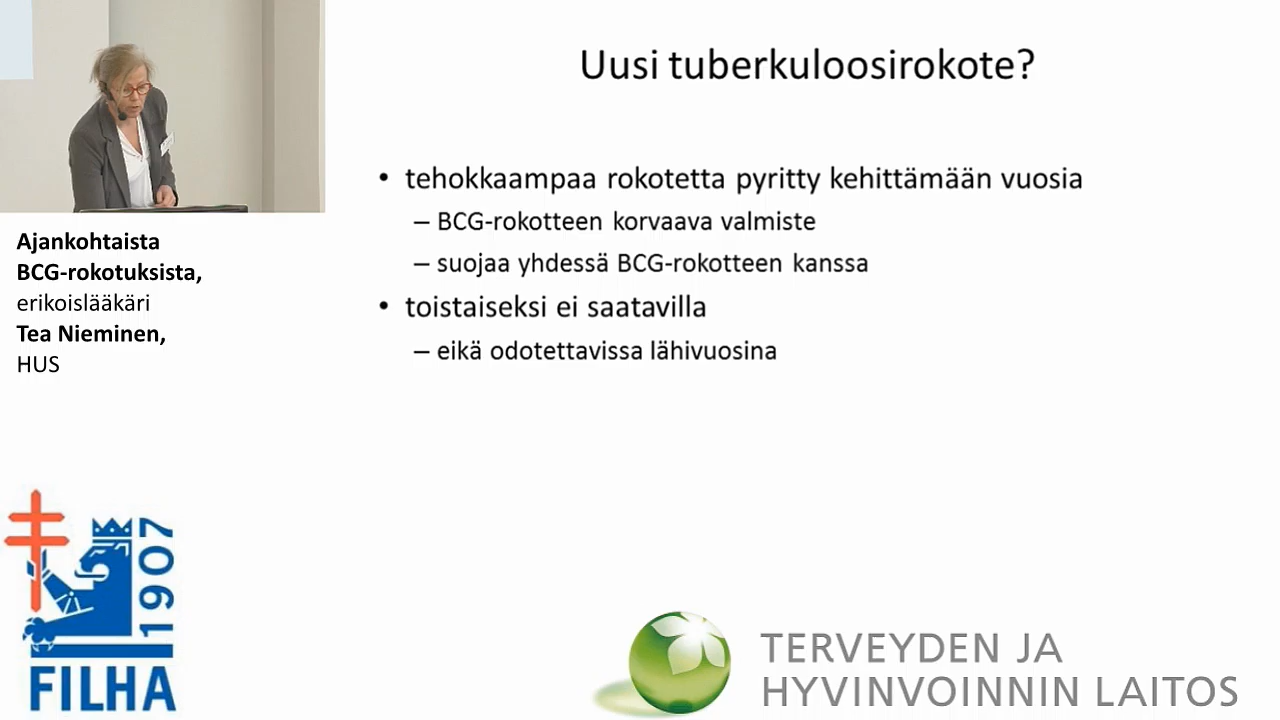 Uusi tuberkuloosirokote?
• tehokkaampaa rokotetta pyritty kehittämään vuosia
– BCG-rokotteen korvaava valmiste
– suojaa yhdessä BCG-rokotteen kanssa
• toistaiseksi ei saatavilla
– eikä odotettavissa lähivuosina
Ajankohtaista
BCG-rokotuksista,
erikoislääkäri
Tea Nieminen,
HUS
1907
FILHA
TERVEYDEN JA
HYVINVOINNIN LAITOS